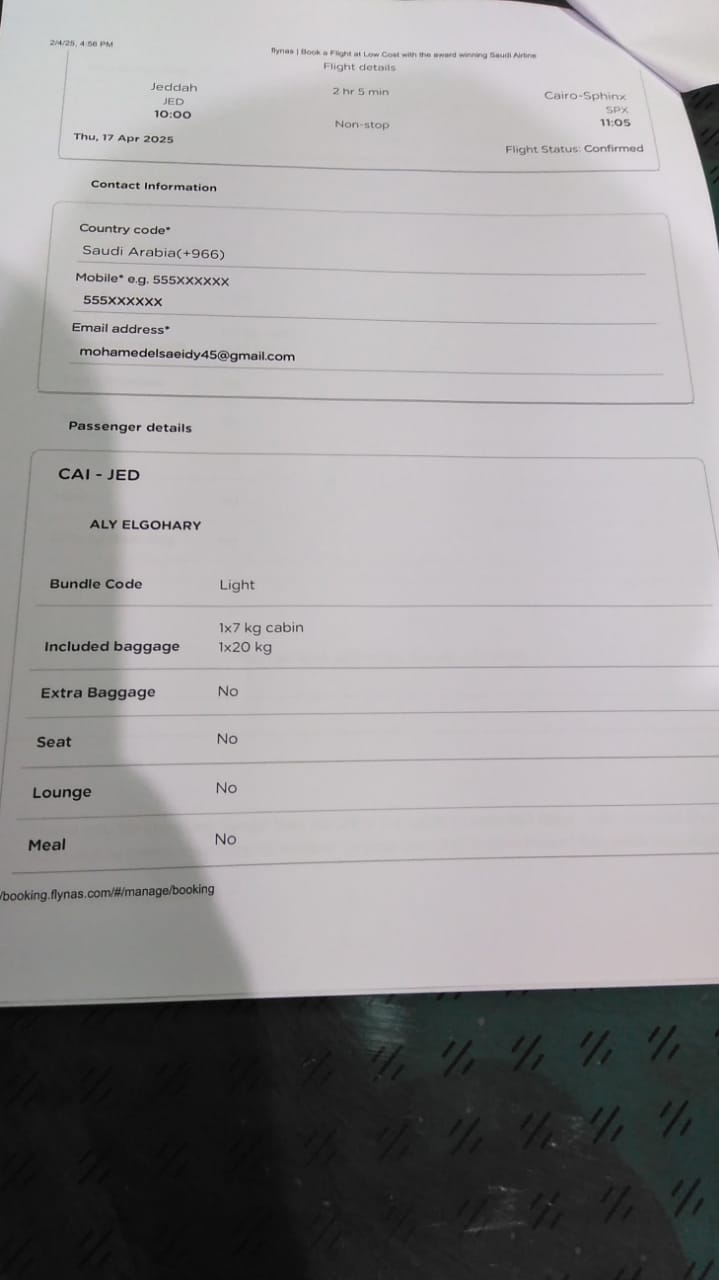 2/4/25, 4:56 PM
flynas | Book a Flight at Low Cost with the award winning Saudi Airline
Flight details
Jeddah
JED
10:00
2 hr 5 min
Non-stop
Cairo-Sphinx
SPX
11:05
Thu, 17 Apr 2025
Flight Status: Confirmed
Contact Information
Country code*
Saudi Arabia(+966)
Mobile* e.g. 555XXXXXX
555XXXXXX
Email address*
mohamedelsaeidy45@gmail.com
Passenger details
CAI - JED
ALY ELGOHARY
Bundle Code Light
Included baggage 1x7 kg cabin
1x20 kg
Extra Baggage No
Seat No
Lounge No
Meal No
/booking.flynas.com/#/manage/booking